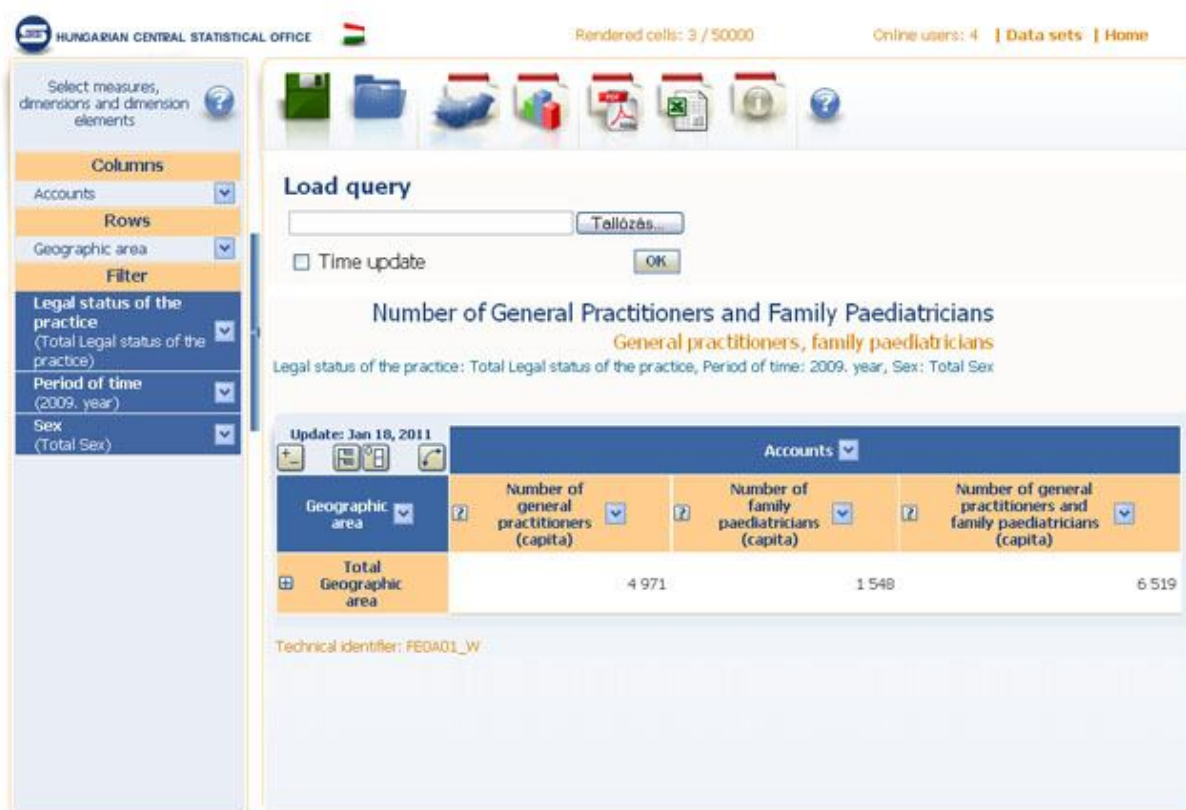 HUNGARIAN CENTRAL STATISTICAL OFFICE
Rendered cells: 3 / 50000
Online users: 4 | Data sets | Home
Select measures,
dimensions and dimension
elements
Columns
Accounts
Rows
Geographic area
Filter
Legal status of the
practice
(Total Legal status of the
practice)
Period of time
(2009. year)
Sex
(Total Sex)
PDF
Load query
Tallózás...
Time update
OK
Number of General Practitioners and Family Paediatricians
General practitioners, family paediatricians
Legal status of the practice: Total Legal status of the practice, Period of time: 2009. year, Sex: Total Sex
Update: Jan 18, 2011
Accounts
Geographic
area
Number of
general
practitioners
(capita)
Number of
family
paediatricians
(capita)
Number of general
practitioners and
family paediatricians
(capita)
Total
Geographic
area
4 971
1 548
6 519
Technical identifier: FE0A01_W